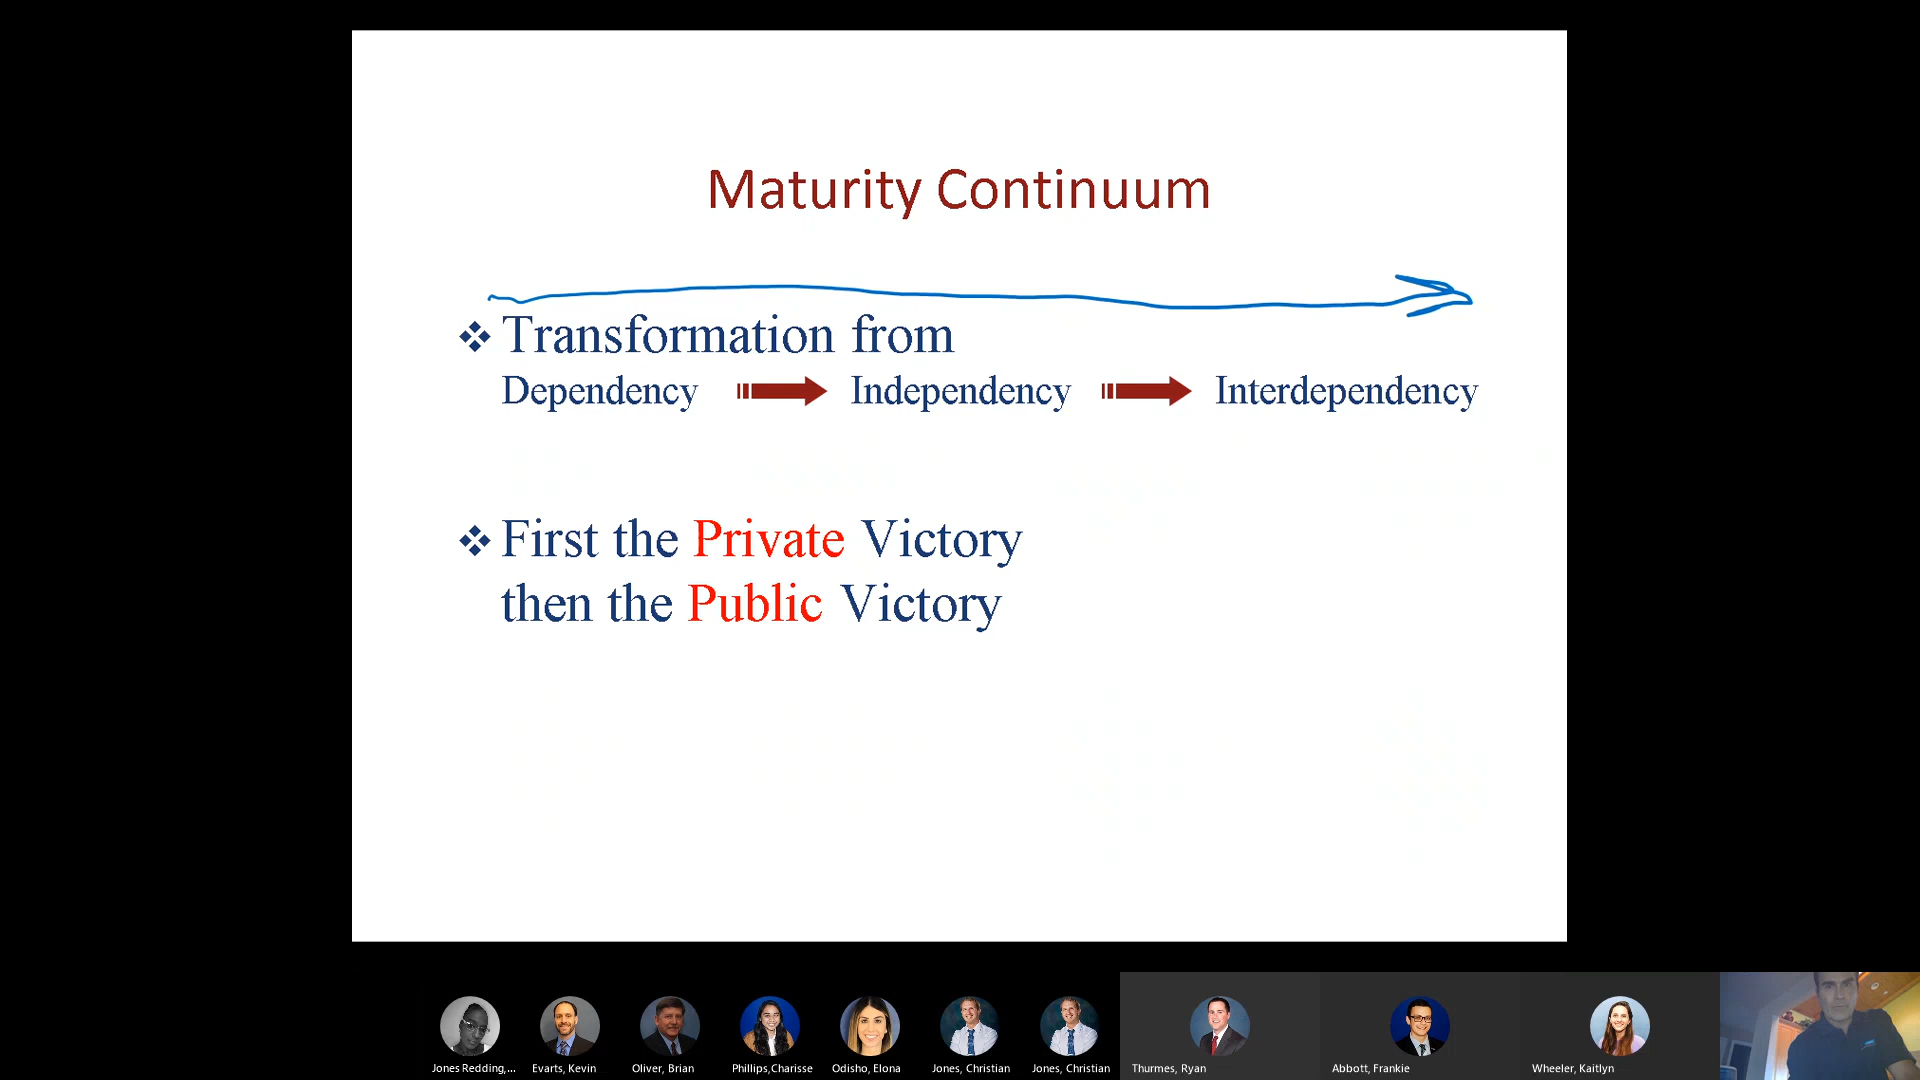 Maturity Continuum
❖ Transformation from
Dependency Independency Interdependency
❖ First the Private Victory
then the Public Victory
Jones Redding,... Evarts, Kevin Oliver, Brian Phillips,Charisse Odisho, Elona Jones, Christian Jones, Christian Thurmes, Ryan Abbott, Frankie Wheeler, Kaitlyn